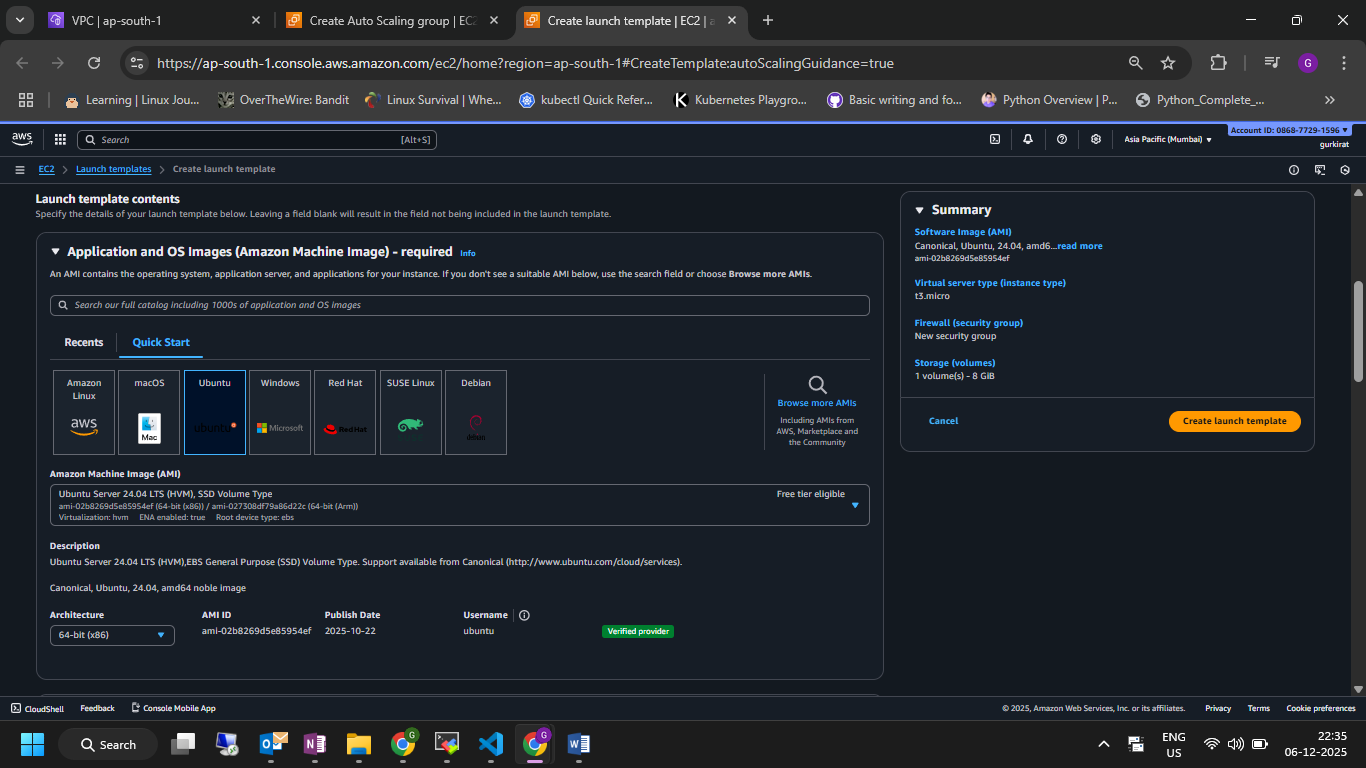 VPC | ap-south-1
Create Auto Scaling group | EC2
Create launch template | EC2 | a
https://ap-south-1.console.aws.amazon.com/ec2/home?region=ap-south-1#CreateTemplate:autoScalingGuidance=true
G
Learning | Linux Jou...
OverTheWire: Bandit
Linux Survival | Whe...
kubectl Quick Refer...
Kubernetes Playgro...
Basic writing and fo...
Python Overview | P...
Python_Complete_...
aws
Search
[Alt+S]
Asia Pacific (Mumbai)
Account ID: 0868-7729-1596
gurkirat
EC2
Launch templates
Create launch template
Launch template contents
Specify the details of your launch template below. Leaving a field blank will result in the field not being included in the launch template.
Application and OS Images (Amazon Machine Image) - required Info
An AMI contains the operating system, application server, and applications for your instance. If you don't see a suitable AMI below, use the search field or choose Browse more AMIs.
Search our full catalog including 1000s of application and OS images
Recents
Quick Start
Amazon Linux
aws
macOS
Mac
Ubuntu
ubuntu
Windows
Microsoft
Red Hat
RedHat
SUSE Linux
Debian
debian
Browse more AMIs
Including AMIs from
AWS, Marketplace and
the Community
Amazon Machine Image (AMI)
Ubuntu Server 24.04 LTS (HVM), SSD Volume Type
Free tier eligible
ami-02b8269d5e85954ef (64-bit (x86)) / ami-027308df79a86d22c (64-bit (Arm))
Virtualization: hvm ENA enabled: true Root device type: ebs
Description
Ubuntu Server 24.04 LTS (HVM),EBS General Purpose (SSD) Volume Type. Support available from Canonical (http://www.ubuntu.com/cloud/services).
Canonical, Ubuntu, 24.04, amd64 noble image
Architecture
64-bit (x86)
AMI ID
ami-02b8269d5e85954ef
Publish Date
2025-10-22
Username
ubuntu
Verified provider
Summary
Software Image (AMI)
Canonical, Ubuntu, 24.04, amd6...read more
ami-02b8269d5e85954ef
Virtual server type (instance type)
t3.micro
Firewall (security group)
New security group
Storage (volumes)
1 volume(s) - 8 GiB
Cancel
Create launch template
CloudShell
Feedback
Console Mobile App
© 2025, Amazon Web Services, Inc. or its affiliates.
Privacy
Terms
Cookie preferences
Search
G
G
ENG
US
22:35
06-12-2025